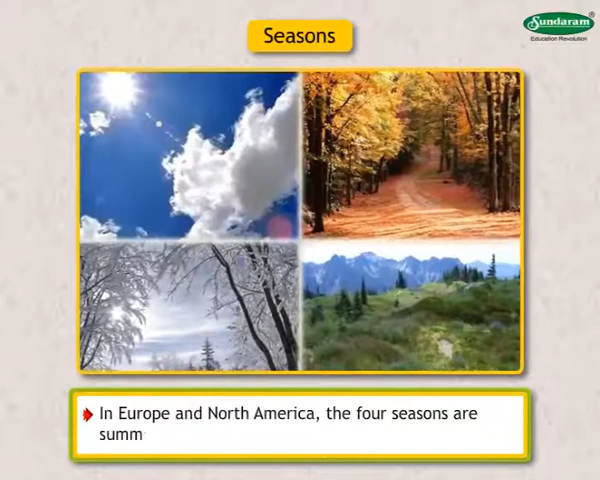 Seasons
Sundaram
®
Education Revolution
In Europe and North America, the four seasons are
summ